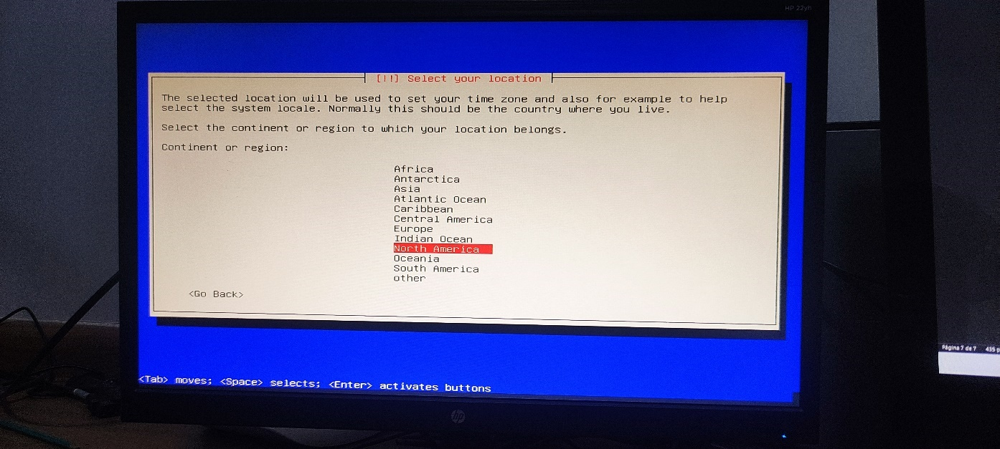 HP 22yh
[!!] Select your location
The selected location will be used to set your time zone and also for example to help
select the system locale. Normally this should be the country where you live.
Select the continent or region to which your location belongs.
Continent or region:
Africa
Antarctica
Asia
Atlantic Ocean
Caribbean
Central America
Europe
Indian Ocean
North America
Oceania
South America
other
<Go Back>
<Tab> moves; <Space> selects; <Enter> activates buttons
hp
Página 7 de 7 435 p